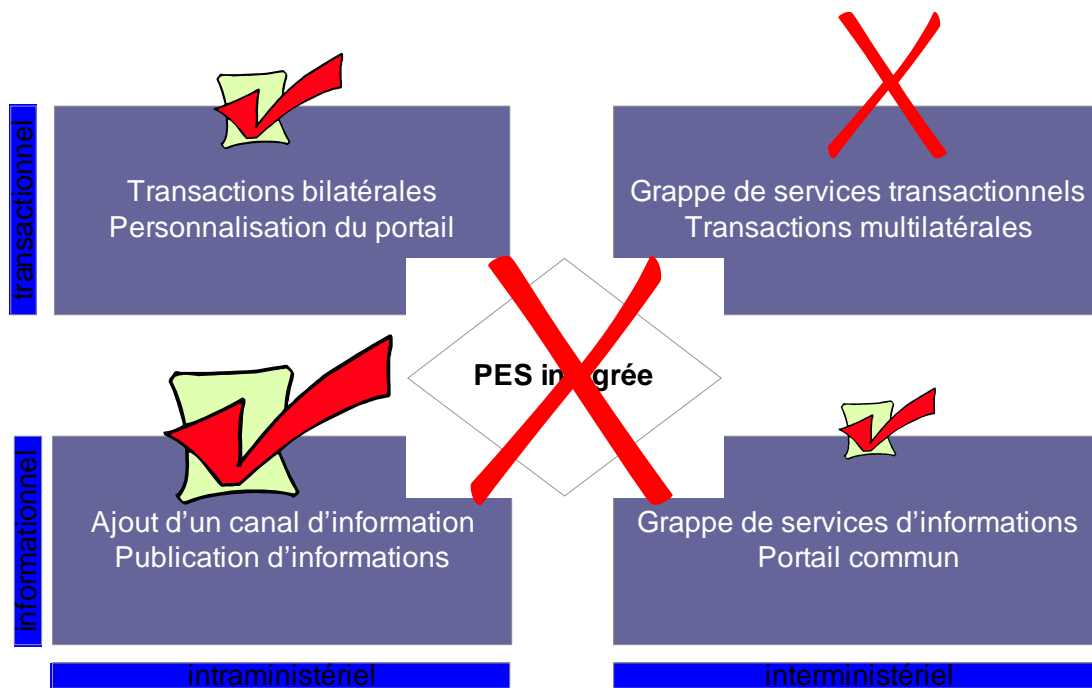 transactionnel
Transactions bilatérales
Personnalisation du portail
Grappe de services transactionnels
Transactions multilatérales
PES intégrée
informationnel
Ajout d’un canal d’information
Publication d’informations
Grappe de services d’informations
Portail commun
intraministériel
interministériel